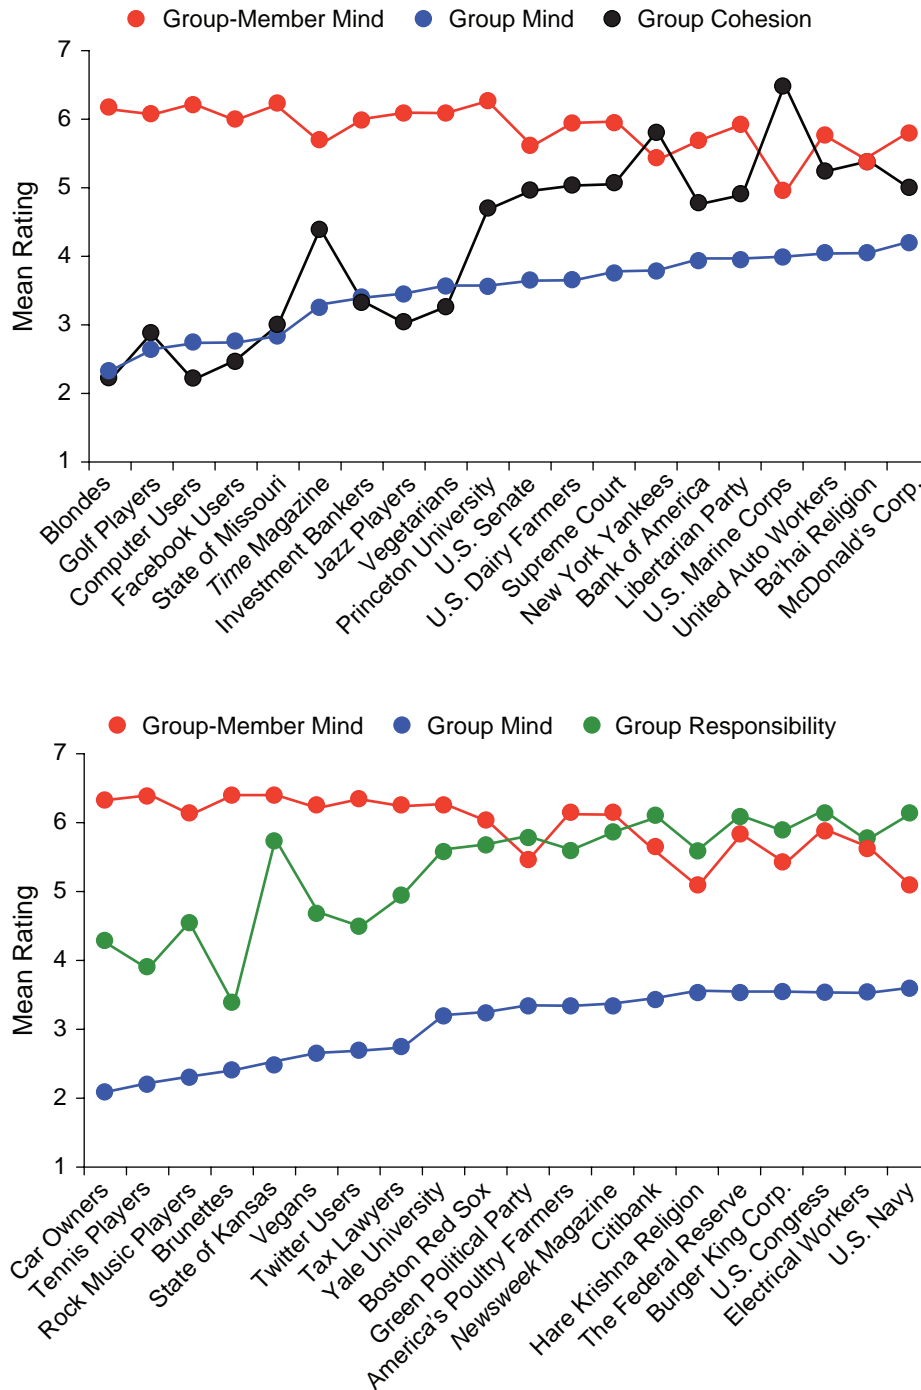 Group-Member Mind Group Mind Group Cohesion
7
6
5
4
3
2
1
Mean Rating
Blondes
Golf Players
Computer Users
Facebook Users
State of Missouri
Time Magazine
Investment Bankers
Jazz Players
Vegetarians
Princeton University
U.S. Senate
U.S. Dairy Farmers
Supreme Court
New York Yankees
Bank of America
Libertarian Party
U.S. Marine Corps
United Auto Workers
Ba'hai Religion
McDonald's Corp.
Group-Member Mind Group Mind Group Responsibility
7
6
5
4
3
2
1
Mean Rating
Car Owners
Tennis Players
Rock Music Players
Brunettes
State of Kansas
Vegans
Twitter Users
Tax Lawyers
Yale University
Boston Red Sox
Green Political Party
America's Poultry Farmers
Newsweek Magazine
Citibank
Hare Krishna Religion
The Federal Reserve
Burger King Corp.
U.S. Congress
Electrical Workers
U.S. Navy